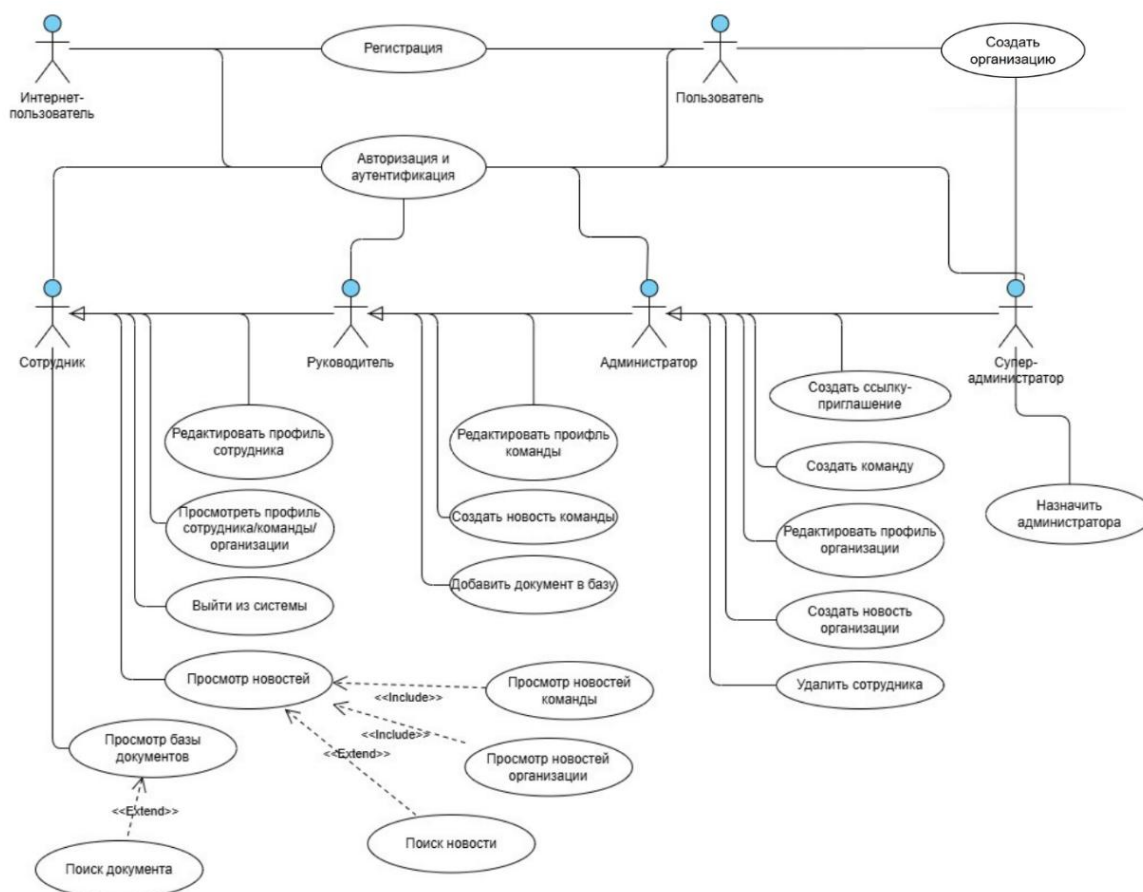 Регистрация
Создать
организацию
Интернет-
пользователь
Пользователь
Авторизация и
аутентификация
Сотрудник
Руководитель
Администратор
Супер-
администратор
Создать ссылку-
приглашение
Редактировать профиль
сотрудника
Редактировать проифль
команды
Создать команду
Просмотреть профиль
сотрудника/команды/
организации
Создать новость команды
Назначить
администратора
Редактировать профиль
организации
Добавить документ в базу
Выйти из системы
Создать новость
организации
Просмотр новостей
<<Include>>
Просмотр новостей
команды
Удалить сотрудника
Просмотр базы
документов
<<Include>>
<<Extend>>
Просмотр новостей
организации
<<Extend>>
Поиск новости
Поиск документа